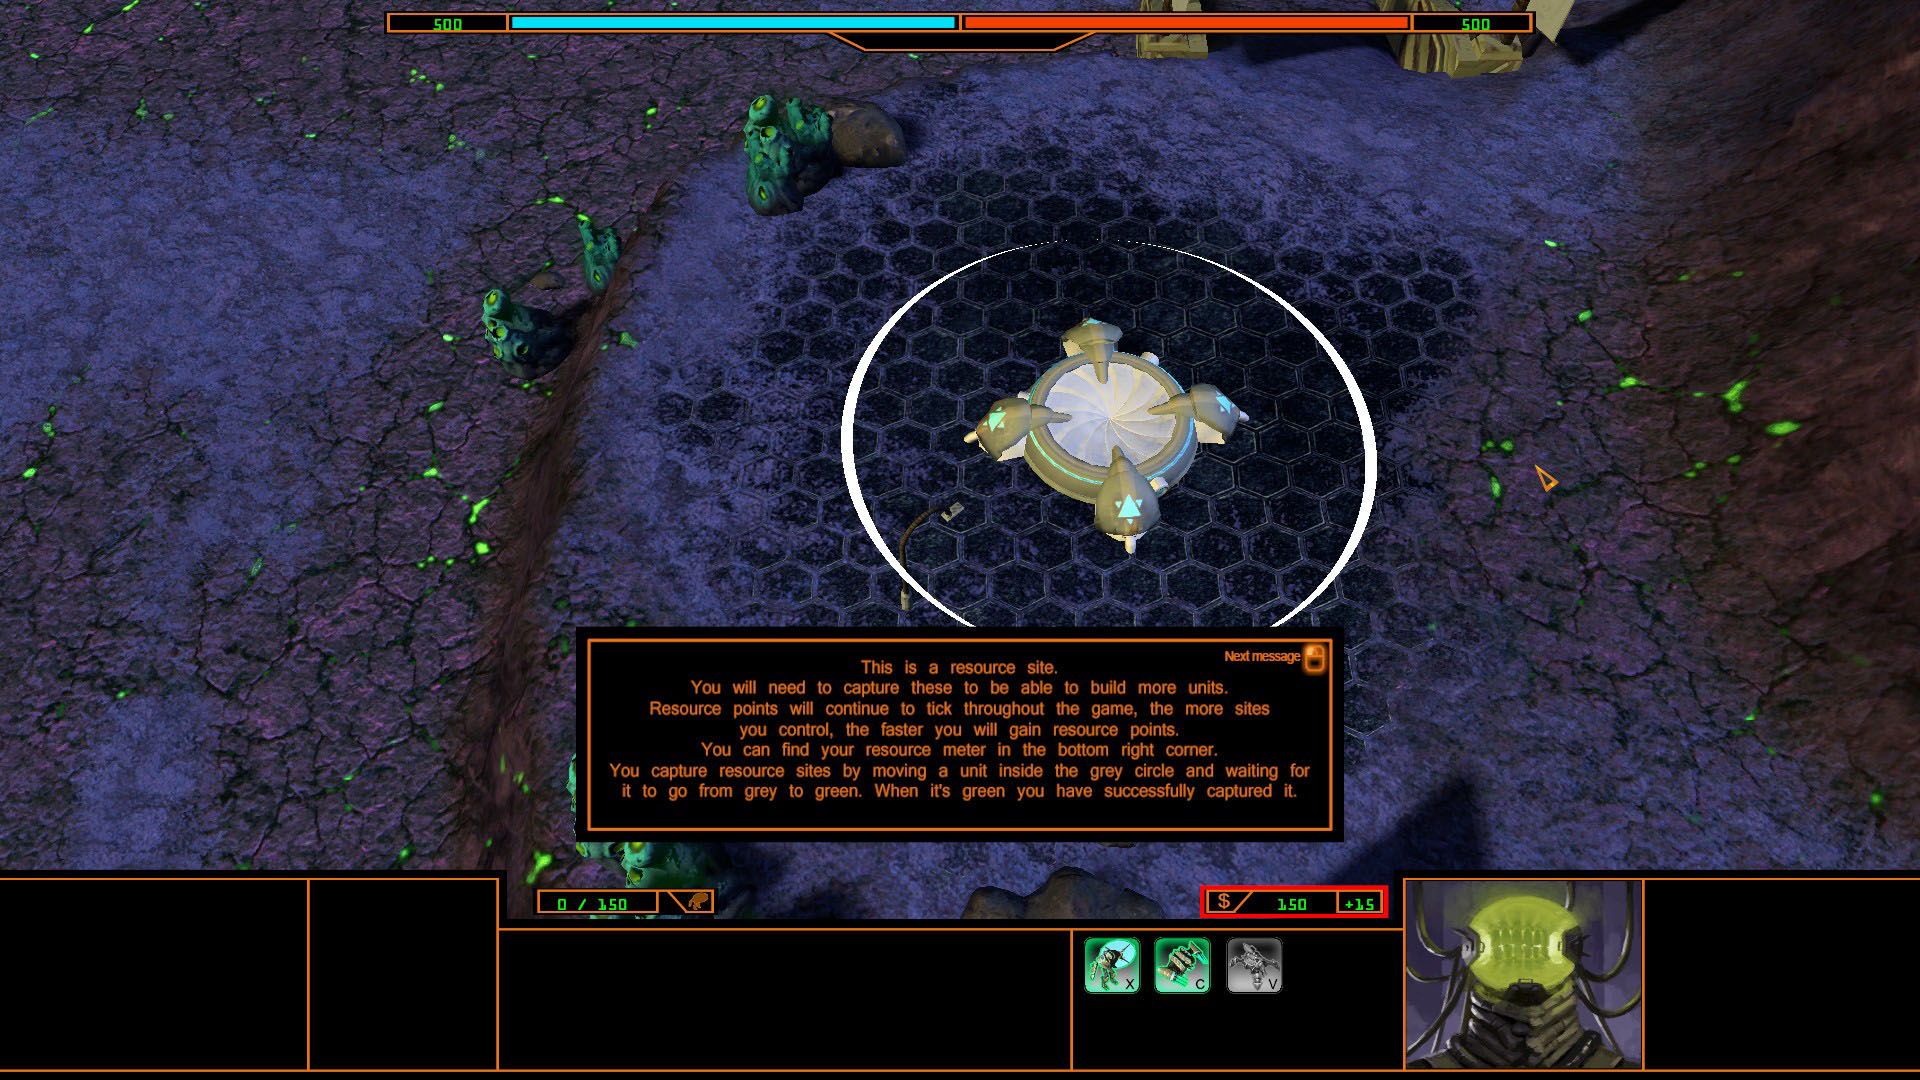 500 500
Next message
This is a resource site.
You will need to capture these to be able to build more units.
Resource points will continue to tick throughout the game, the more sites
you control, the faster you will gain resource points.
You can find your resource meter in the bottom right corner.
You capture resource sites by moving a unit inside the grey circle and waiting for
it to go from grey to green. When it's green you have successfully captured it.
0 / 150 $ 150 +15
X C V